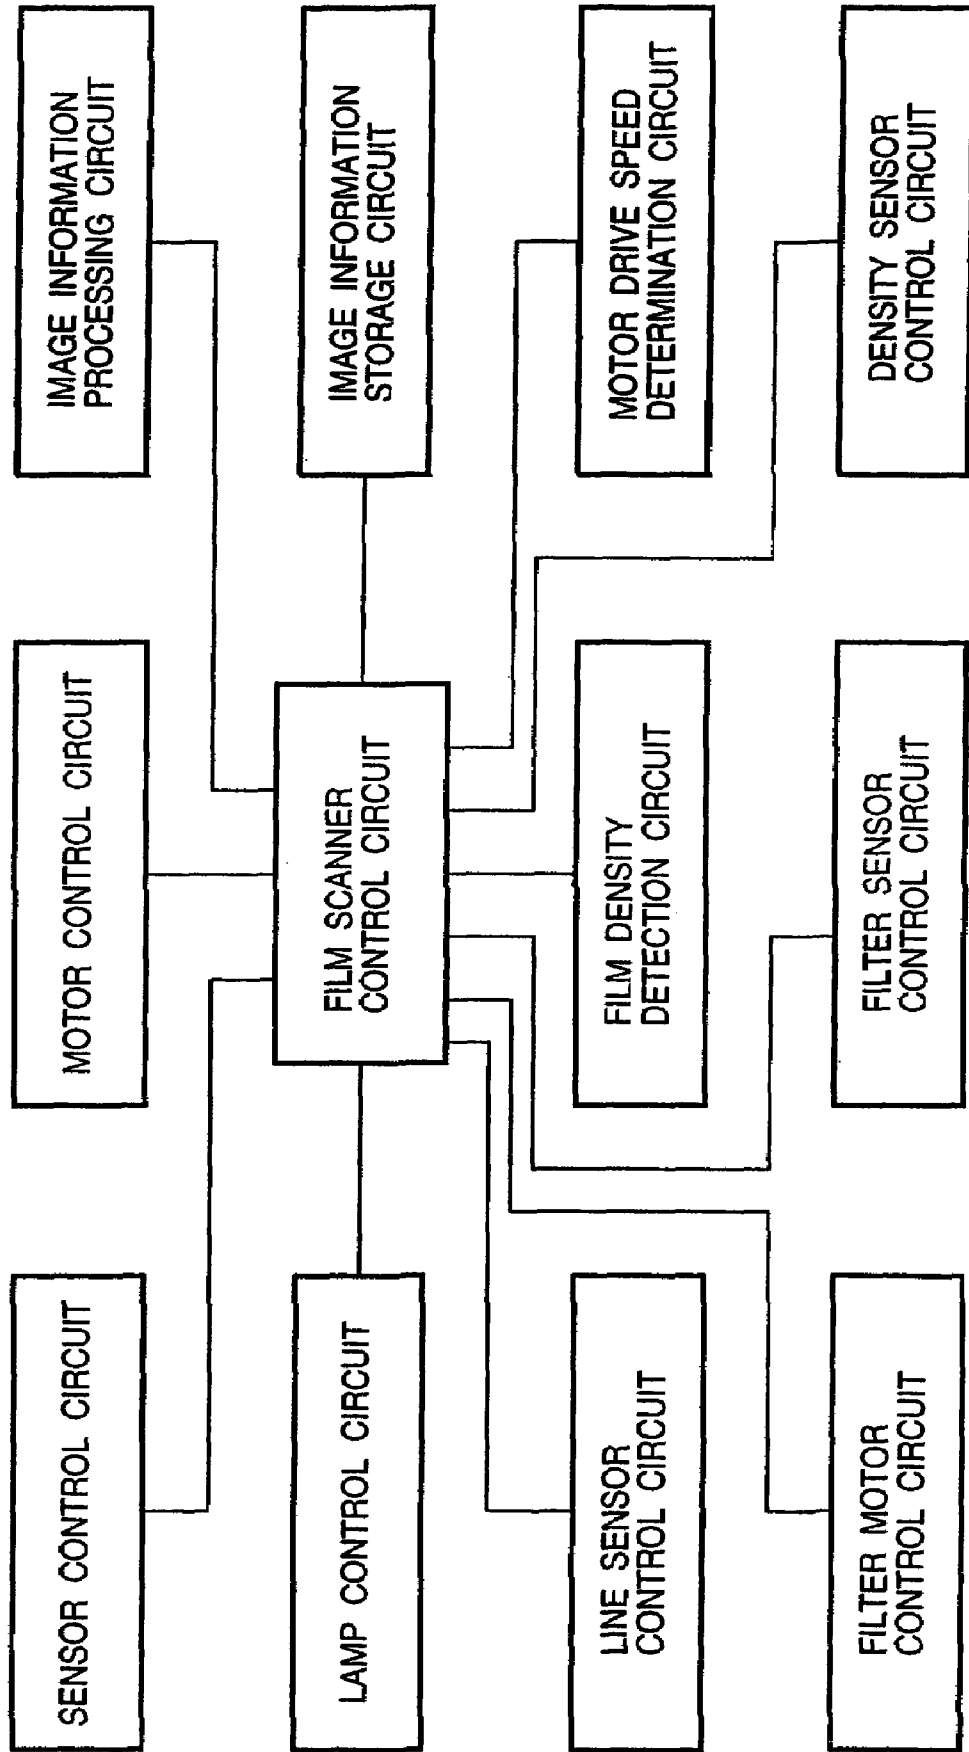 SENSOR CONTROL CIRCUIT
MOTOR CONTROL CIRCUIT
IMAGE INFORMATION
PROCESSING CIRCUIT
LAMP CONTROL CIRCUIT
FILM SCANNER
CONTROL CIRCUIT
IMAGE INFORMATION
STORAGE CIRCUIT
LINE SENSOR
CONTROL CIRCUIT
FILM DENSITY
DETECTION CIRCUIT
MOTOR DRIVE SPEED
DETERMINATION CIRCUIT
FILTER MOTOR
CONTROL CIRCUIT
FILTER SENSOR
CONTROL CIRCUIT
DENSITY SENSOR
CONTROL CIRCUIT